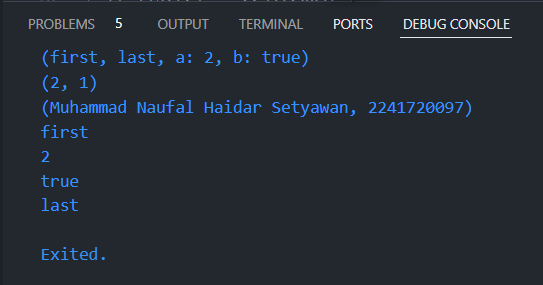 PROBLEMS 5 OUTPUT TERMINAL PORTS DEBUG CONSOLE
(first, last, a: 2, b: true)
(2, 1)
(Muhammad Naufal Haidar Setyawan, 2241720097)
first
2
true
last
Exited.